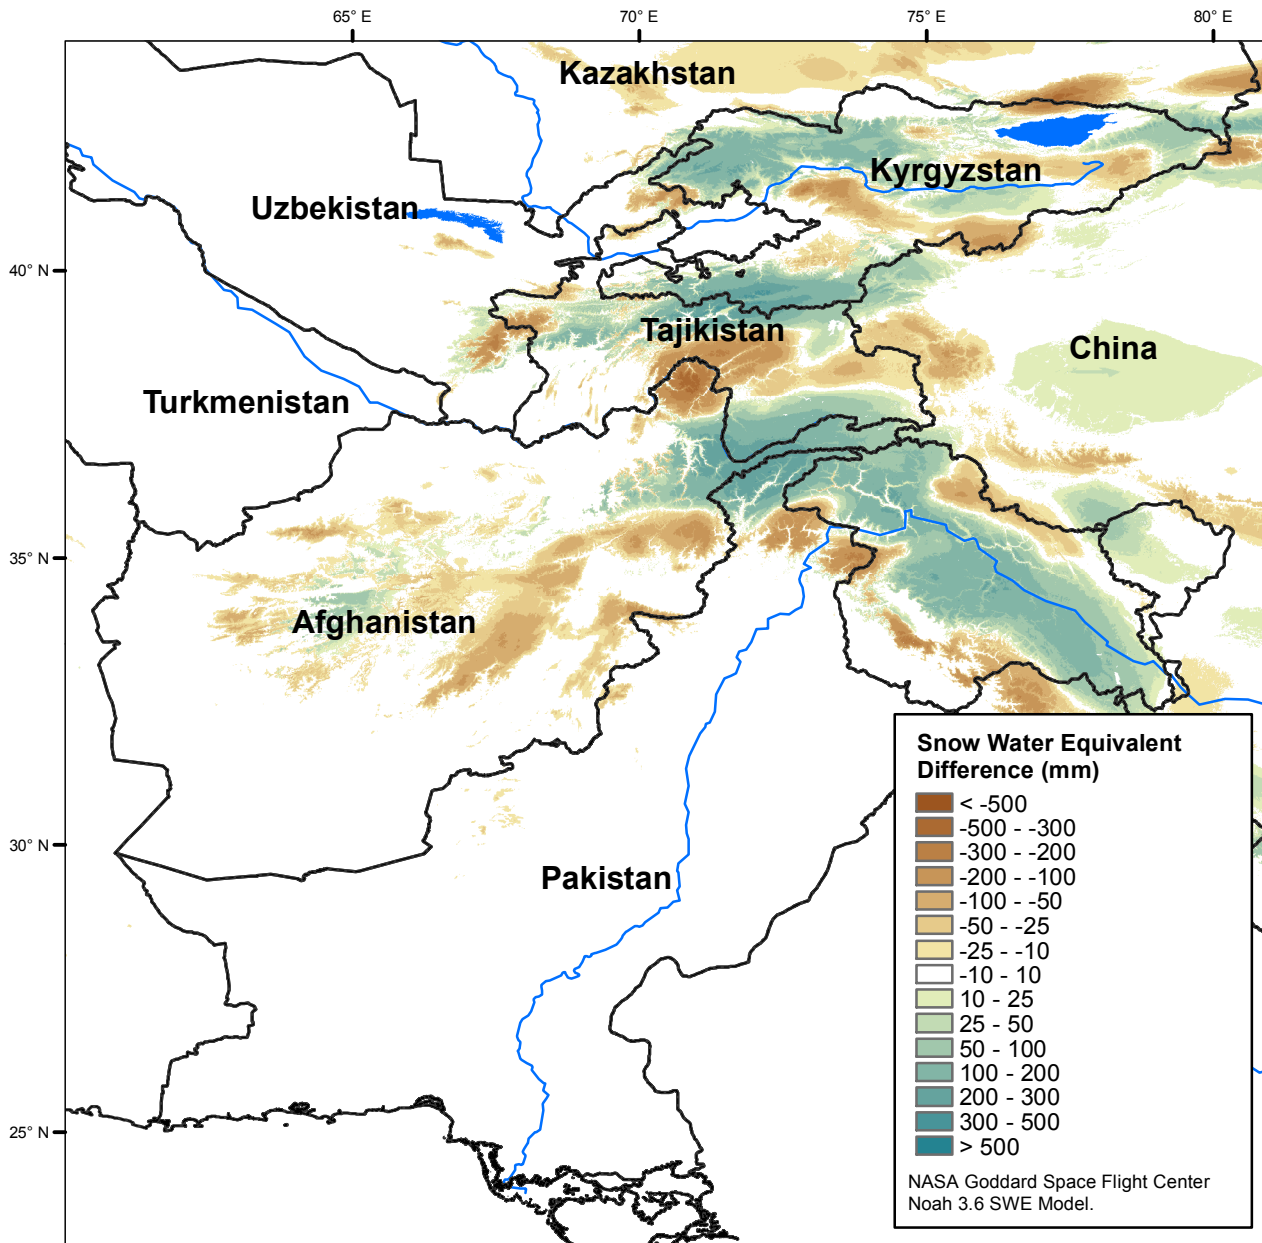 65° E
70° E
75° E
80° E
Kazakhstan
Kyrgyzstan
Uzbekistan
40° N
Tajikistan
China
Turkmenistan
35° N
Afghanistan
30° N
Pakistan
25° N
Snow Water Equivalent
Difference (mm)
< -500
-500 - -300
-300 - -200
-200 - -100
-100 - -50
-50 - -25
-25 - -10
-10 - 10
10 - 25
25 - 50
50 - 100
100 - 200
200 - 300
300 - 500
> 500
NASA Goddard Space Flight Center
Noah 3.6 SWE Model.